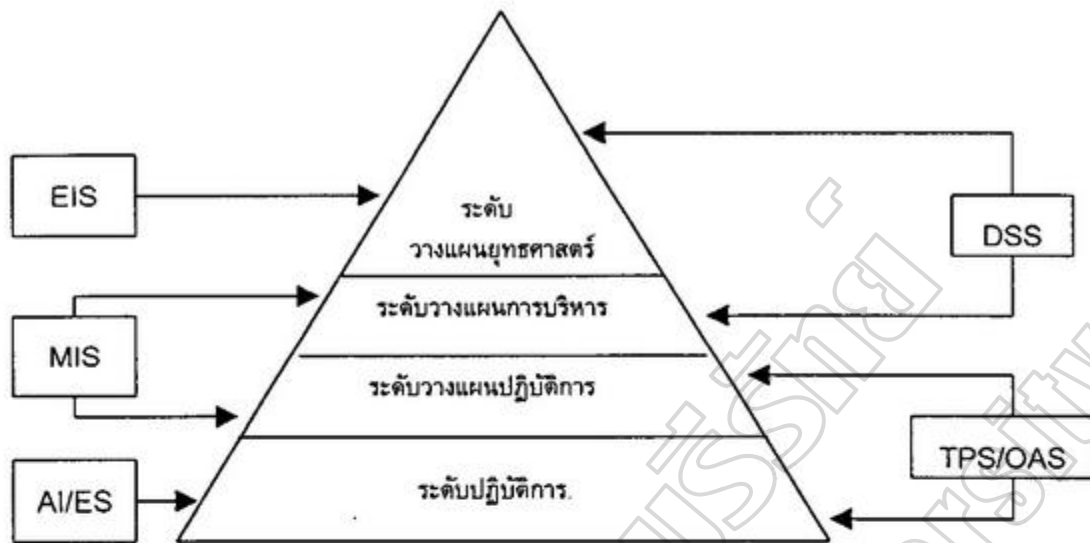 EIS
ระดับ
วางแผนยุทธศาสตร์
DSS
ระดับวางแผนการบริหาร
MIS
ระดับวางแผนปฏิบัติการ
TPS/OAS
AI/ES
ระดับปฏิบัติการ.